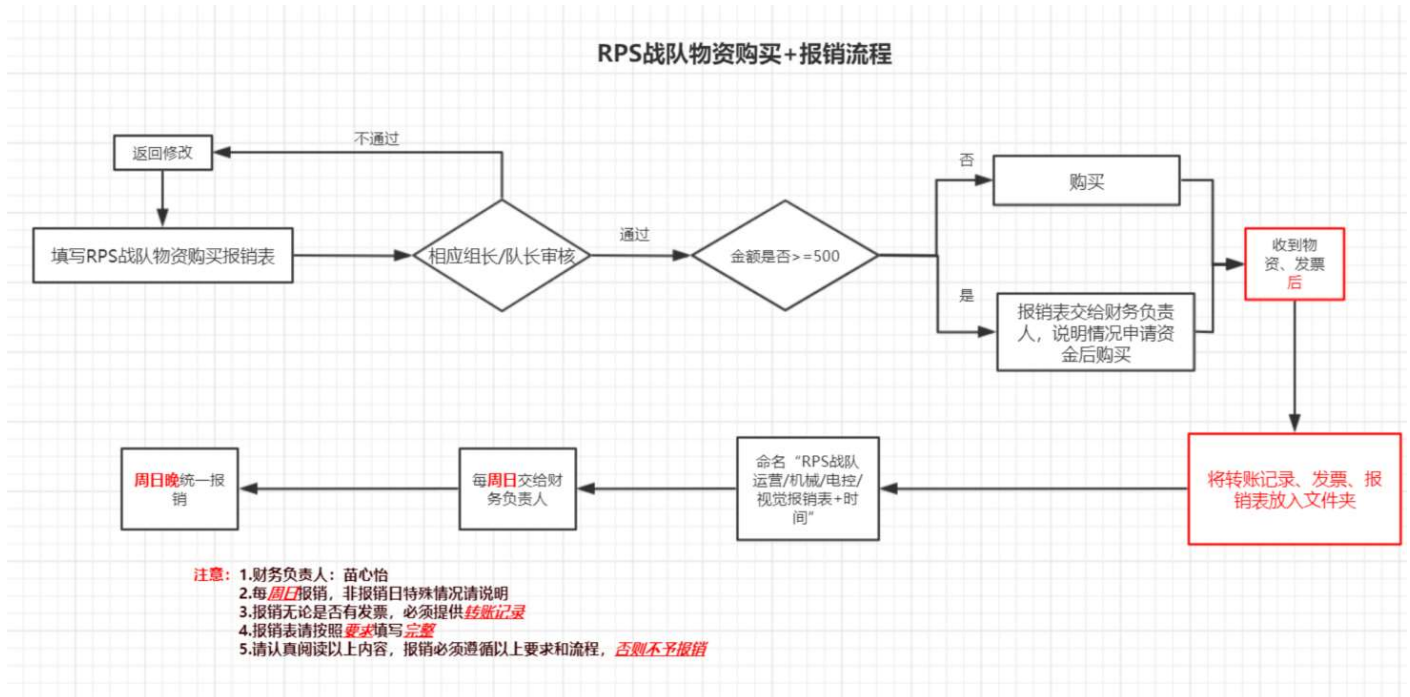 RPS战队物资购买+报销流程
不通过
返回修改
填写RPS战队物资购买报销表
相应组长/队长审核
通过
金额是否>=500
否
购买
是
报销表交给财务负责
人，说明情况申请资
金后购买
收到物
资、发票
后
将转账记录、发票、报
销表放入文件夹
命名“RPS战队
运营/机械/电控/
视觉报销表+时
间”
每周日交给财
务负责人
周日晚统一报
销
注意：1.财务负责人：苗心怡
2.每周日报销，非报销日特殊情况请说明
3.报销无论是否有发票，必须提供转账记录
4.报销表请按照要求填写完整
5.请认真阅读以上内容，报销必须遵循以上要求和流程，否则不予报销